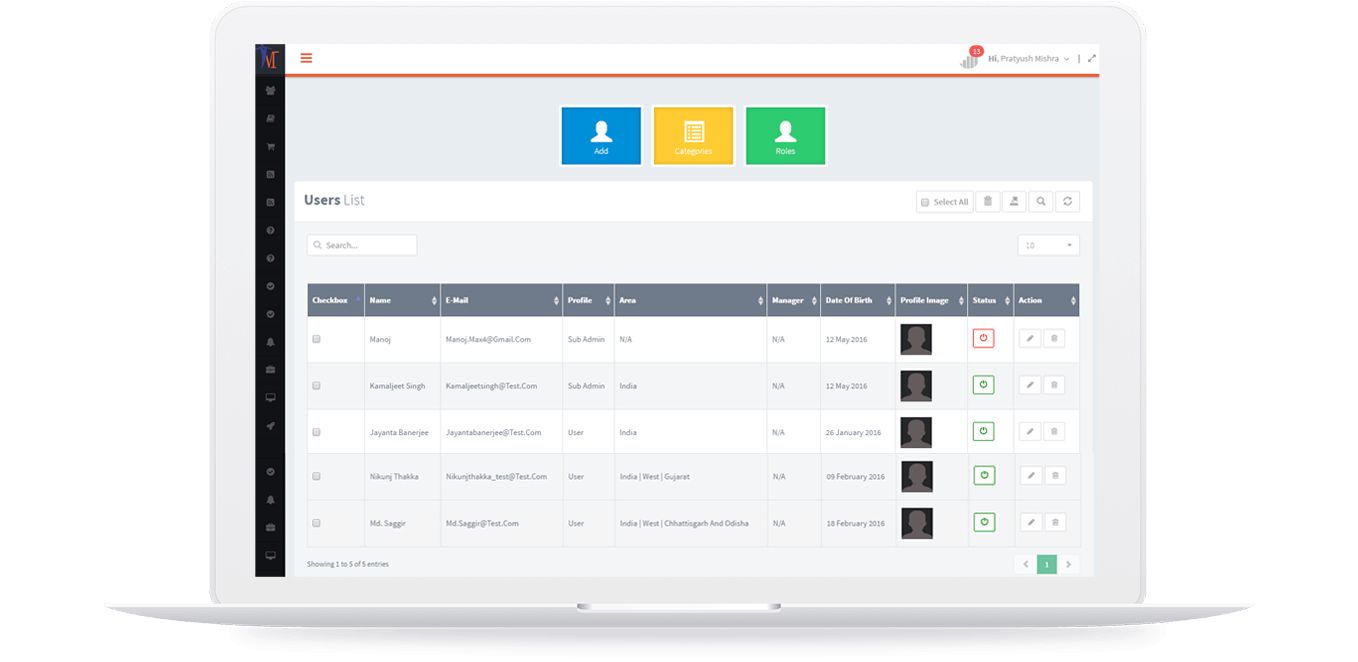 13
Hi, Pratyush Mishra |
Add
Categories
Roles
Users List
Select All
Search...
10
Checkbox Name E-Mail Profile Area Manager Date Of Birth Profile Image Status Action
Manoj Manoj.Max4@Gmail.Com Sub Admin N/A N/A 12 May 2016
Kamaljeet Singh Kamaljeetsingh@Test.Com Sub Admin India N/A 12 May 2016
Jayanta Banerjee Jayantabanerjee@Test.Com User India N/A 26 January 2016
Nikunj Thakka Nikunjthakka_test@Test.Com User India | West | Gujarat N/A 09 February 2016
Md. Saggir Md.Saggir@Test.Com User India | West | Chhattisgarh And Odisha N/A 18 February 2016
Showing 1 to 5 of 5 entries
1